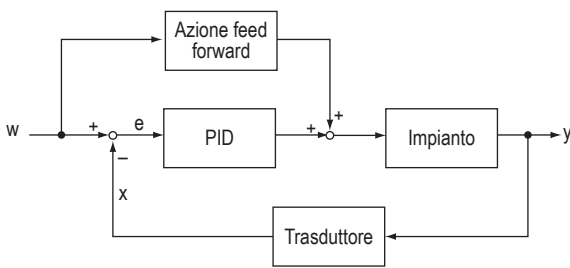 Azione feed
forward
w
+
e
PID
+
+
Impianto
y
−
x
Trasduttore